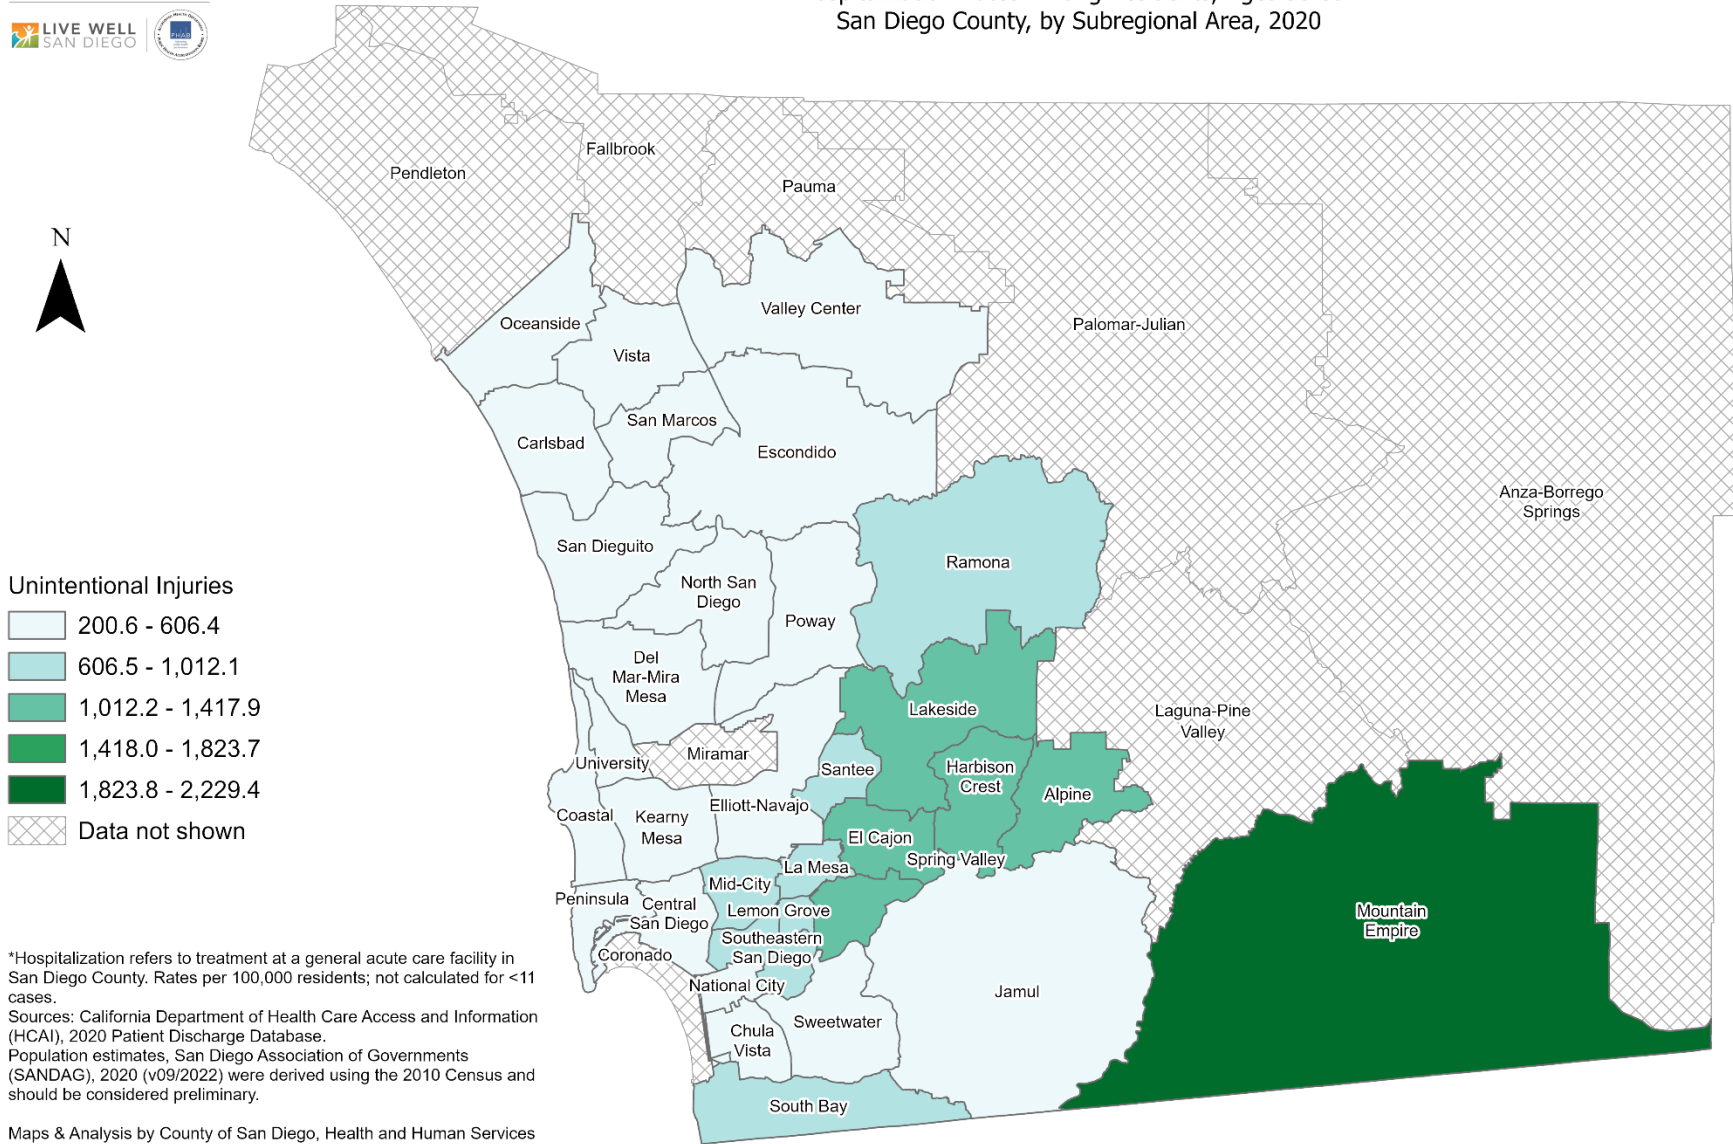 LIVE WELL
SAN DIEGO
PHAB
San Diego County, by Subregional Area, 2020
Fallbrook
Pendleton
Pauma
N
Valley Center
Oceanside
Palomar-Julian
Vista
San Marcos
Carlsbad
Escondido
Anza-Borrego
Springs
San Dieguito
Ramona
North San
Diego
Poway
Del
Mar-Mira
Mesa
Lakeside
Laguna-Pine
Valley
Miramar
University
Santee
Harbison
Crest
Alpine
Elliott-Navajo
Coastal
Kearny
Mesa
El Cajon
Spring Valley
La Mesa
Mid-City
Peninsula
Central
San Diego
Lemon Grove
Mountain
Empire
Southeastern
San Diego
Coronado
National City
Jamul
Sweetwater
Chula
Vista
South Bay
Unintentional Injuries
200.6 - 606.4
606.5 - 1,012.1
1,012.2 - 1,417.9
1,418.0 - 1,823.7
1,823.8 - 2,229.4
Data not shown
*Hospitalization refers to treatment at a general acute care facility in
San Diego County. Rates per 100,000 residents; not calculated for <11
cases.
Sources: California Department of Health Care Access and Information
(HCAI), 2020 Patient Discharge Database.
Population estimates, San Diego Association of Governments
(SANDAG), 2020 (v09/2022) were derived using the 2010 Census and
should be considered preliminary.
Maps & Analysis by County of San Diego, Health and Human Services